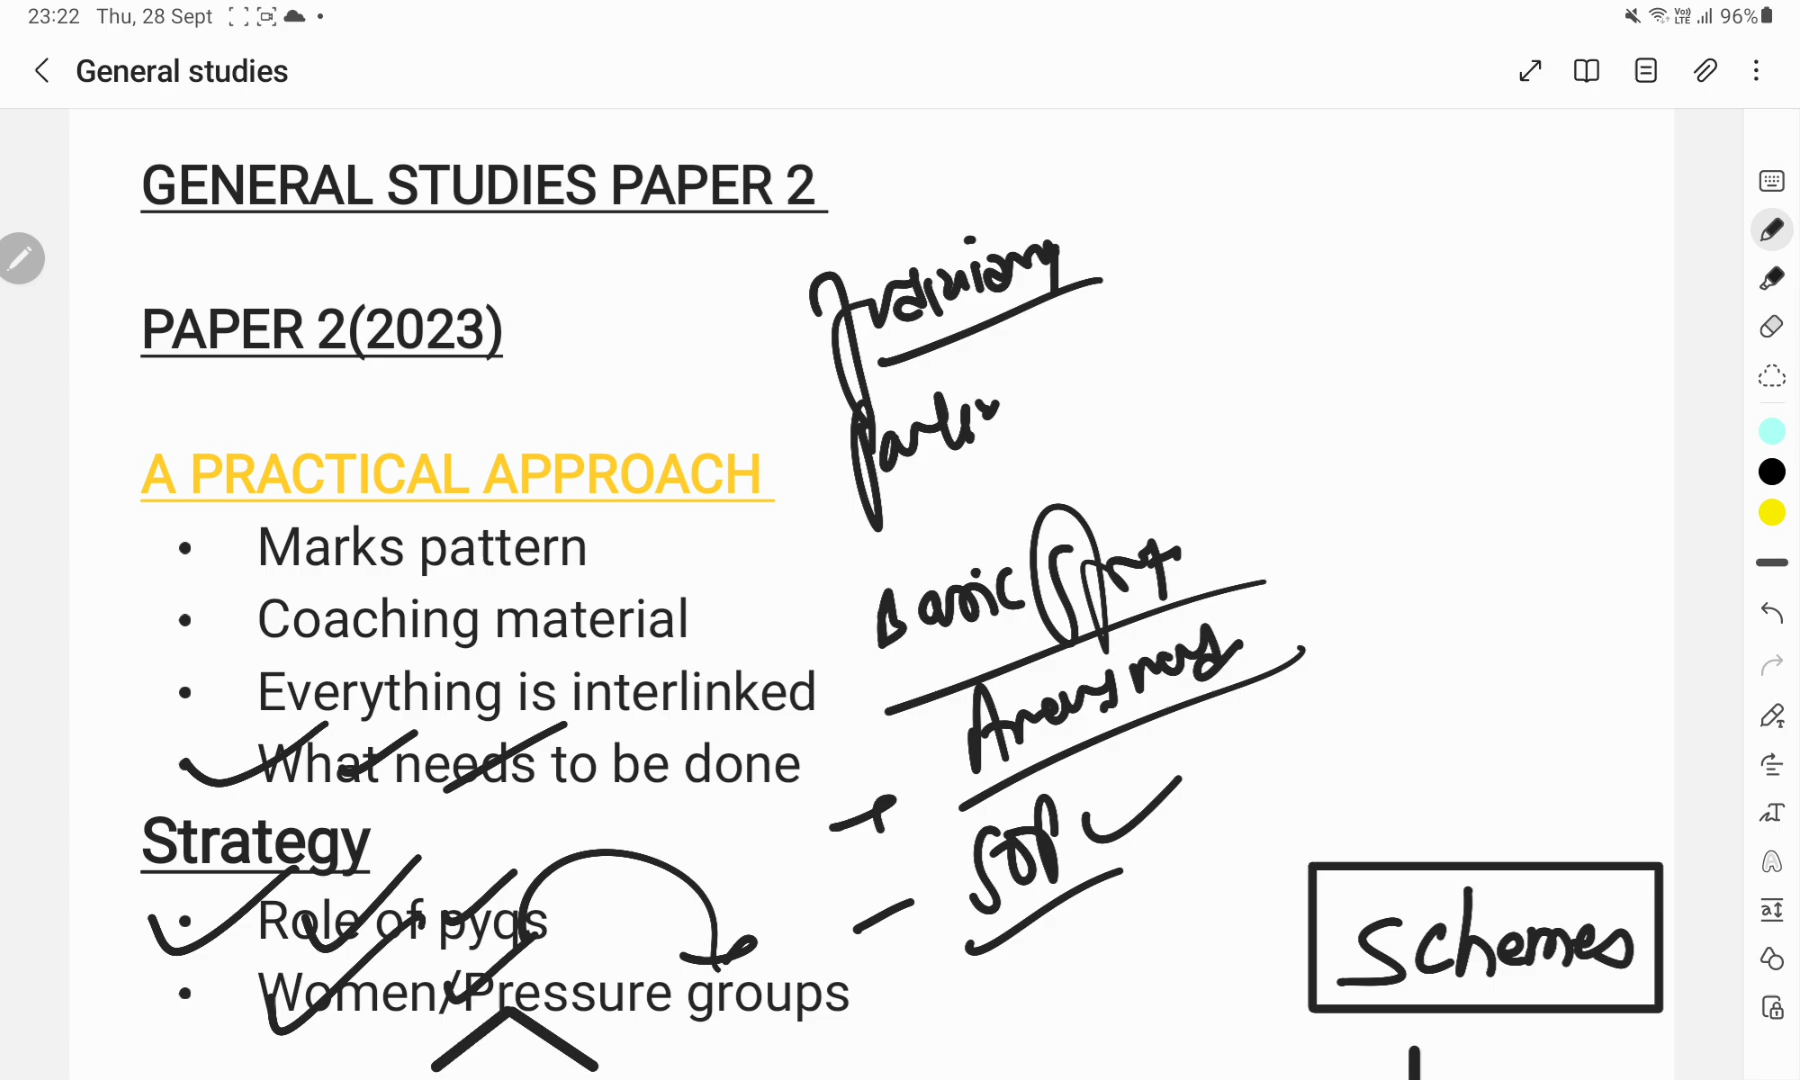 23:22 Thu, 28 Sept 96%
General studies
GENERAL STUDIES PAPER 2
PAPER 2(2023)
A PRACTICAL APPROACH
• Marks pattern
• Coaching material
• Everything is interlinked
• What needs to be done
Strategy
• Role of pyqs
• Women/Pressure groups
Judiciary
Basic
SOP
Schemes